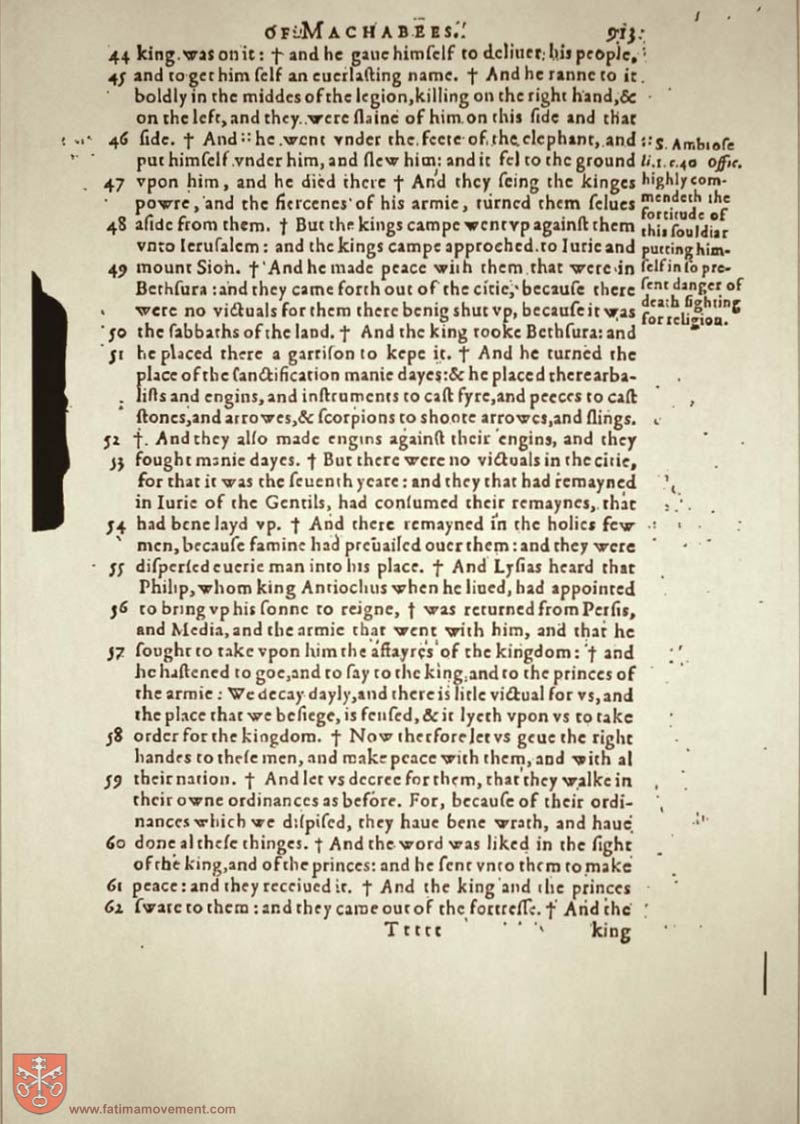 OF MACHABEES. 913.
44 king was on it: † and he gaue himſelf to deliuer his people,
45 and to get him ſelf an euerlaſting name. † And he ranne to it
boldly in the middes of the legion, killing on the right hand, &
on the left, and they were ſlaine of him on this ſide and that
46 ſide. † And :: he went vnder the feete of the elephant, and
put himſelf vnder him, and ſlew him: and it fel to the ground
47 vpon him, and he died there † And they ſeing the kinges
powre, and the fiercenes of his armie, turned them ſelues
48 aſide from them. † But the kings campe went vp againſt them
vnto Ieruſalem: and the kings campe approched to Iurie and
49 mount Sion. † And he made peace with them that were in
Bethſura: and they came forth out of the citie, becauſe there
were no victuals for them there benig shut vp, becauſe it was
50 the ſabbaths of the land. † And the king tooke Bethſura: and
51 he placed there a garriſon to kepe it. † And he turned the
place of the ſanctification manie dayes: & he placed there arba-
liſts and engins, and inſtruments to caſt fyre, and peeces to caſt
ſtones, and arrowes, & ſcorpions to shoote arrowes, and ſlings.
52 † And they alſo made engins againſt their engins, and they
53 fought manie dayes. † But there were no victuals in the citie,
for that it was the ſeuenth yeare: and they that had remayned
in Iurie of the Gentils, had conſumed their remaynes, that
54 had bene layd vp. † And there remayned in the holies few
men, becauſe famine had preuailed ouer them: and they were
55 diſperſed euerie man into his place. † And Lyſias heard that
Philip, whom king Antiochus when he liued, had appointed
56 to bring vp his ſonne to reigne, † was returned from Perſis,
and Media, and the armie that went with him, and that he
57 ſought to take vpon him the affayres of the kingdom: † and
he haſtened to goe, and to ſay to the king, and to the princes of
the armie: We decay dayly, and there is litle victual for vs, and
the place that we beſiege, is fenſed, & it lyeth vpon vs to take
58 order for the kingdom. † Now therfore let vs geue the right
handes to theſe men, and make peace with them, and with al
59 their nation. † And let vs decree for them, that they walke in
their owne ordinances as before. For, becauſe of their ordi-
nances which we diſpiſed, they haue bene wrath, and haue
60 done al theſe thinges. † And the word was liked in the ſight
of the king, and of the princes: and he ſent vnto them to make
61 peace: and they receiued it. † And the king and the princes
62 ſware to them: and they came out of the fortreſſe. † And the
Ttttt king
:: S. Ambroſe
li. 1. c. 40 Offic.
highly com-
mendeth the
fortitude of
this ſouldiar
putting him-
ſelf in ſo pre-
ſent danger of
death fighting
for religion.
www.fatimamovement.com